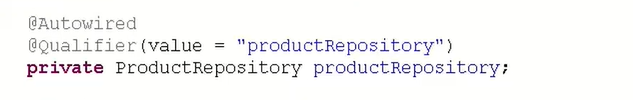 @Autowired
@Qualifier(value = "productRepository")
private ProductRepository productRepository;